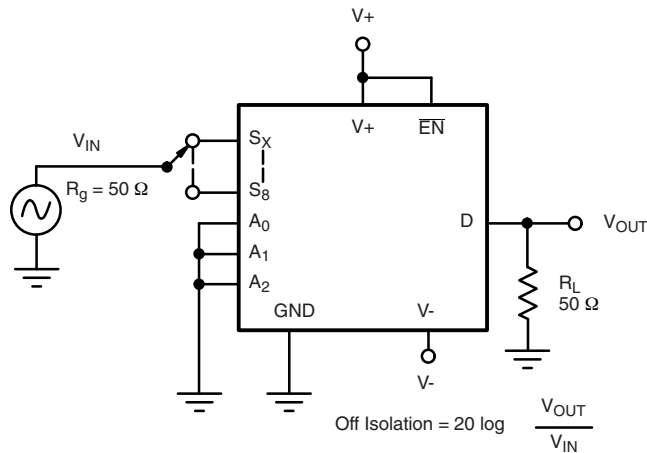 V+
V+
EN
VIN
Rg = 50 Ω
SX
S8
A0
A1
A2
D
VOUT
RL
50 Ω
GND
V-
V-
Off Isolation = 20 log VOUT
VIN